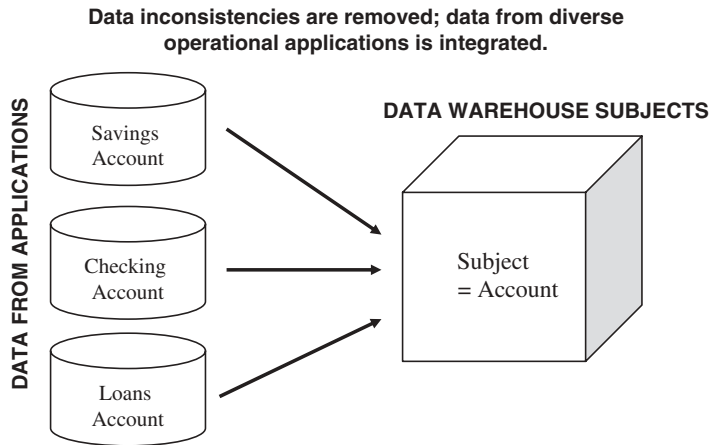 Data inconsistencies are removed; data from diverse
operational applications is integrated.
DATA FROM APPLICATIONS
Savings
Account
Checking
Account
Loans
Account
DATA WAREHOUSE SUBJECTS
Subject
= Account